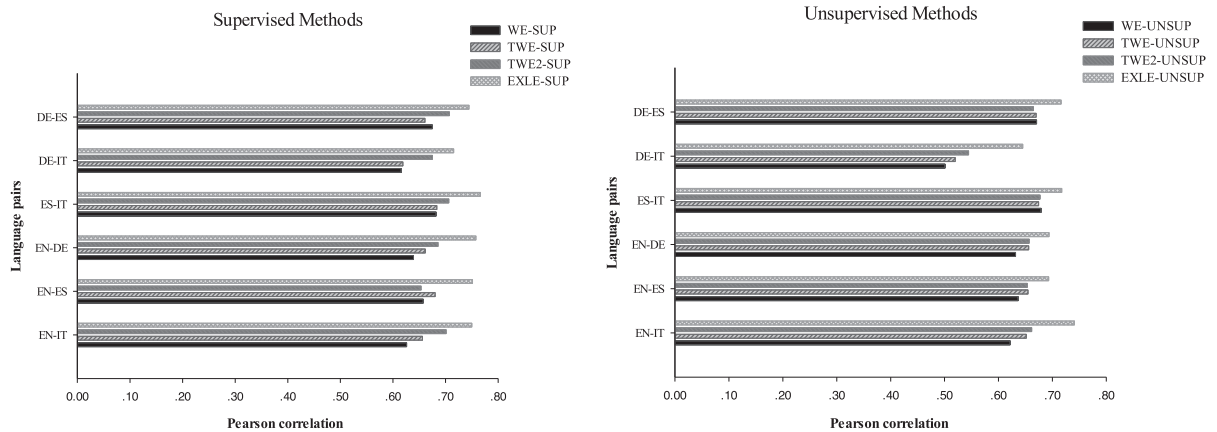 Supervised Methods
WE-SUP
TWE-SUP
TWE2-SUP
EXLE-SUP
Language pairs
DE-ES
DE-IT
ES-IT
EN-DE
EN-ES
EN-IT
0.00 .10 .20 .30 .40 .50 .60 .70 .80
Pearson correlation
Unsupervised Methods
WE-UNSUP
TWE-UNSUP
TWE2-UNSUP
EXLE-UNSUP
Language pairs
DE-ES
DE-IT
ES-IT
EN-DE
EN-ES
EN-IT
0.00 .10 .20 .30 .40 .50 .60 .70 .80
Pearson correlation